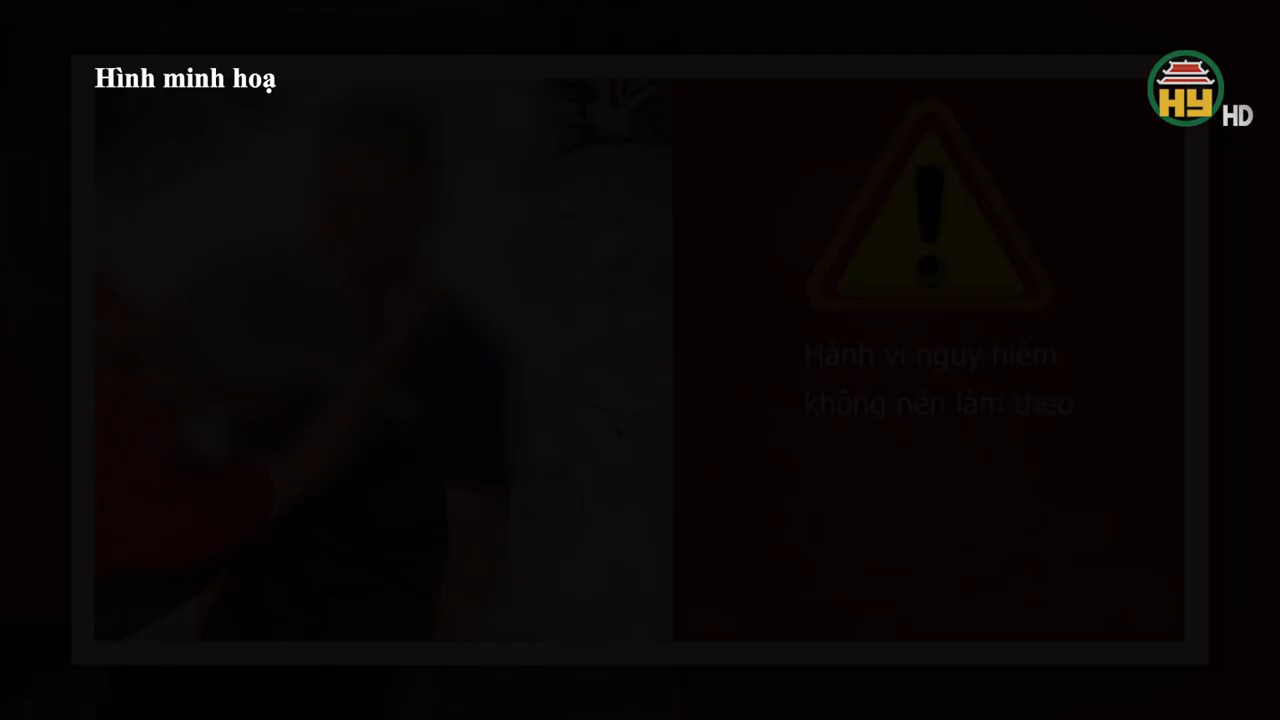 Hình minh hoạ
HY
HD
Hành vi nguy hiểm
không nên làm theo